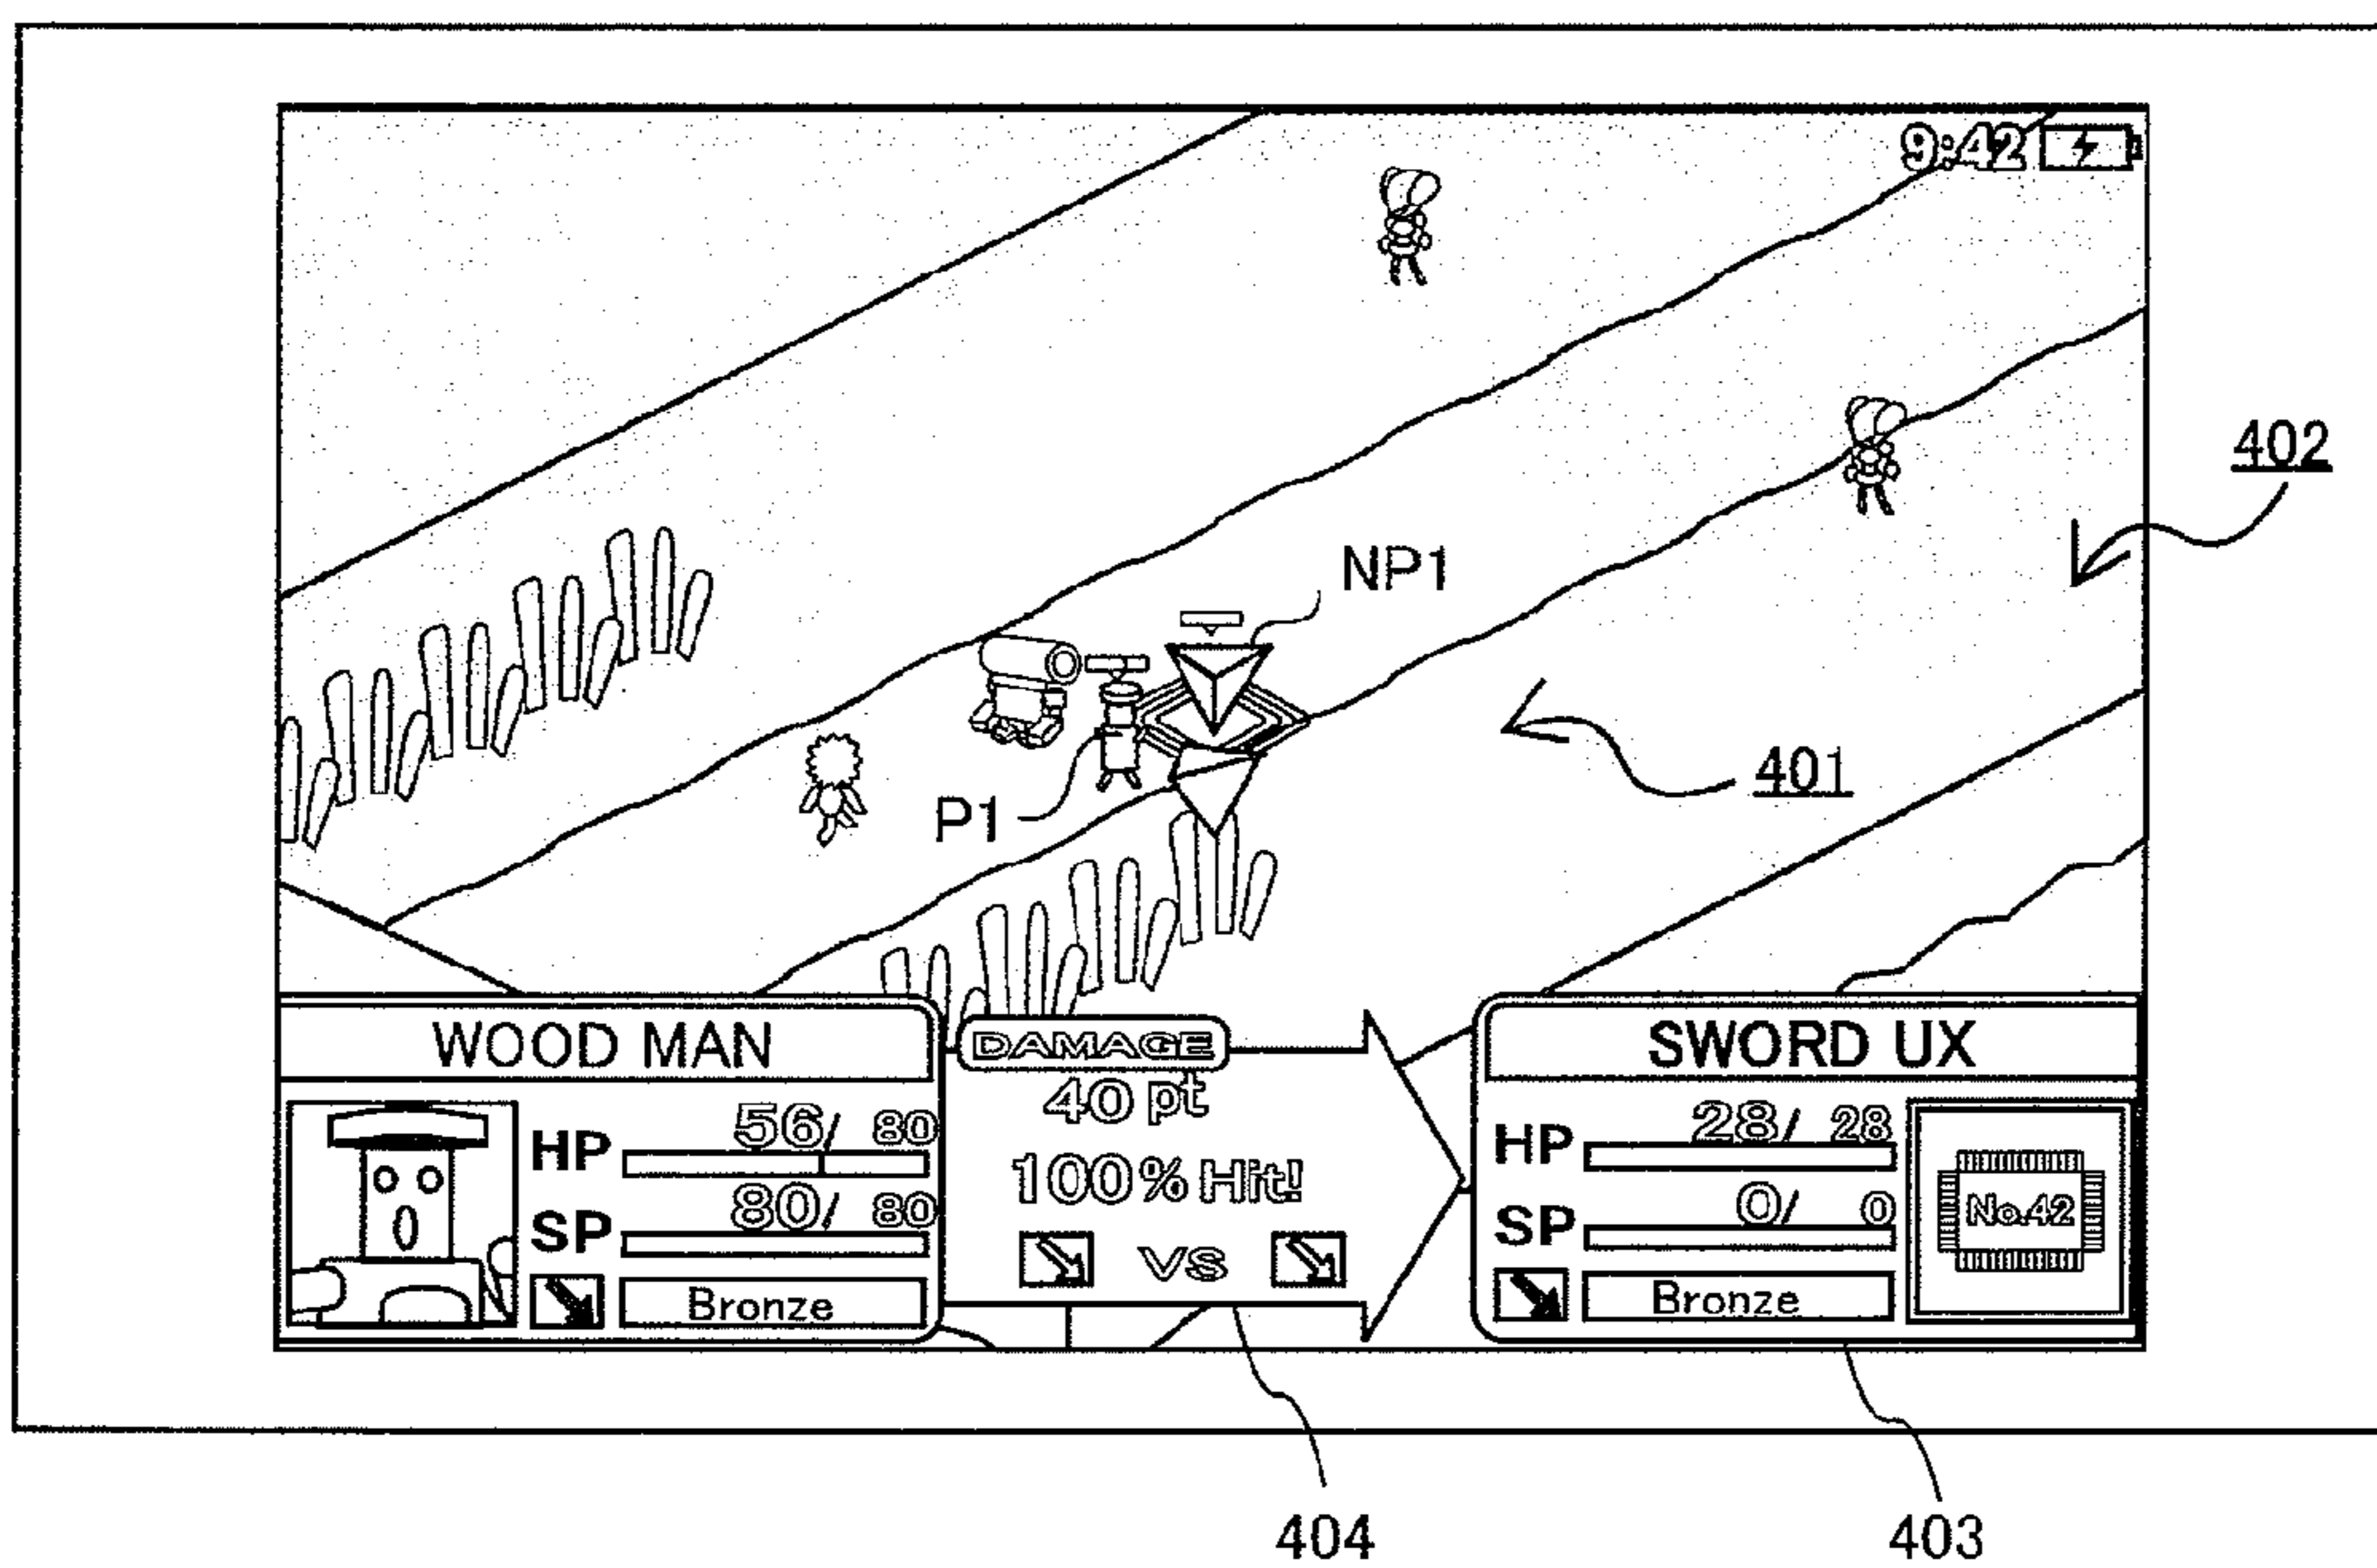 9:42
402
NP1
401
P1
WOOD MAN
HP 56/ 80
SP 80/ 80
Bronze
DAMAGE
40 pt
100% Hit!
VS
SWORD UX
HP 28/ 28
SP 0/ 0
No.42
Bronze
404
403